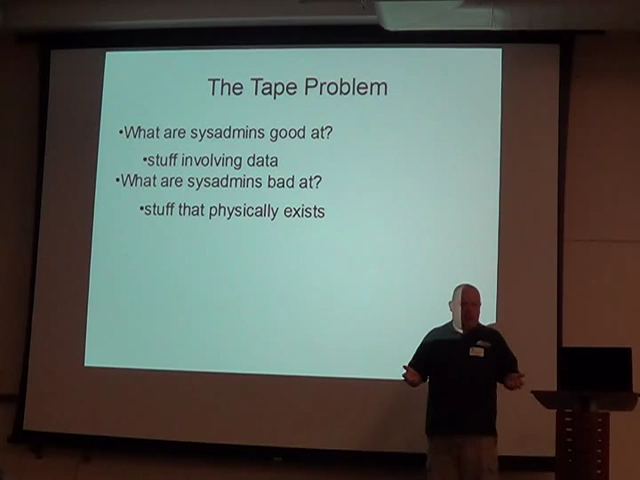 The Tape Problem
•What are sysadmins good at?
•stuff involving data
•What are sysadmins bad at?
•stuff that physically exists